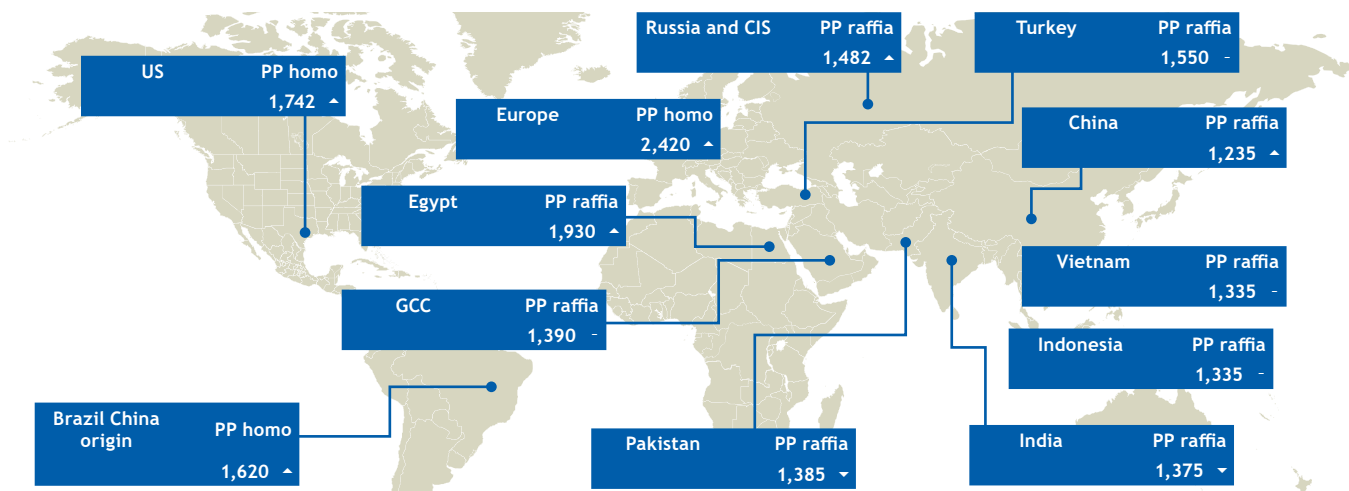 Russia and CIS PP raffia
1,482 ▲
Turkey PP raffia
1,550 –
US PP homo
1,742 ▲
Europe PP homo
2,420 ▲
China PP raffia
1,235 ▲
Egypt PP raffia
1,930 ▲
Vietnam PP raffia
1,335 –
GCC PP raffia
1,390 –
Indonesia PP raffia
1,335 –
Brazil China
origin PP homo
1,620 ▲
Pakistan PP raffia
1,385 ▼
India PP raffia
1,375 ▼